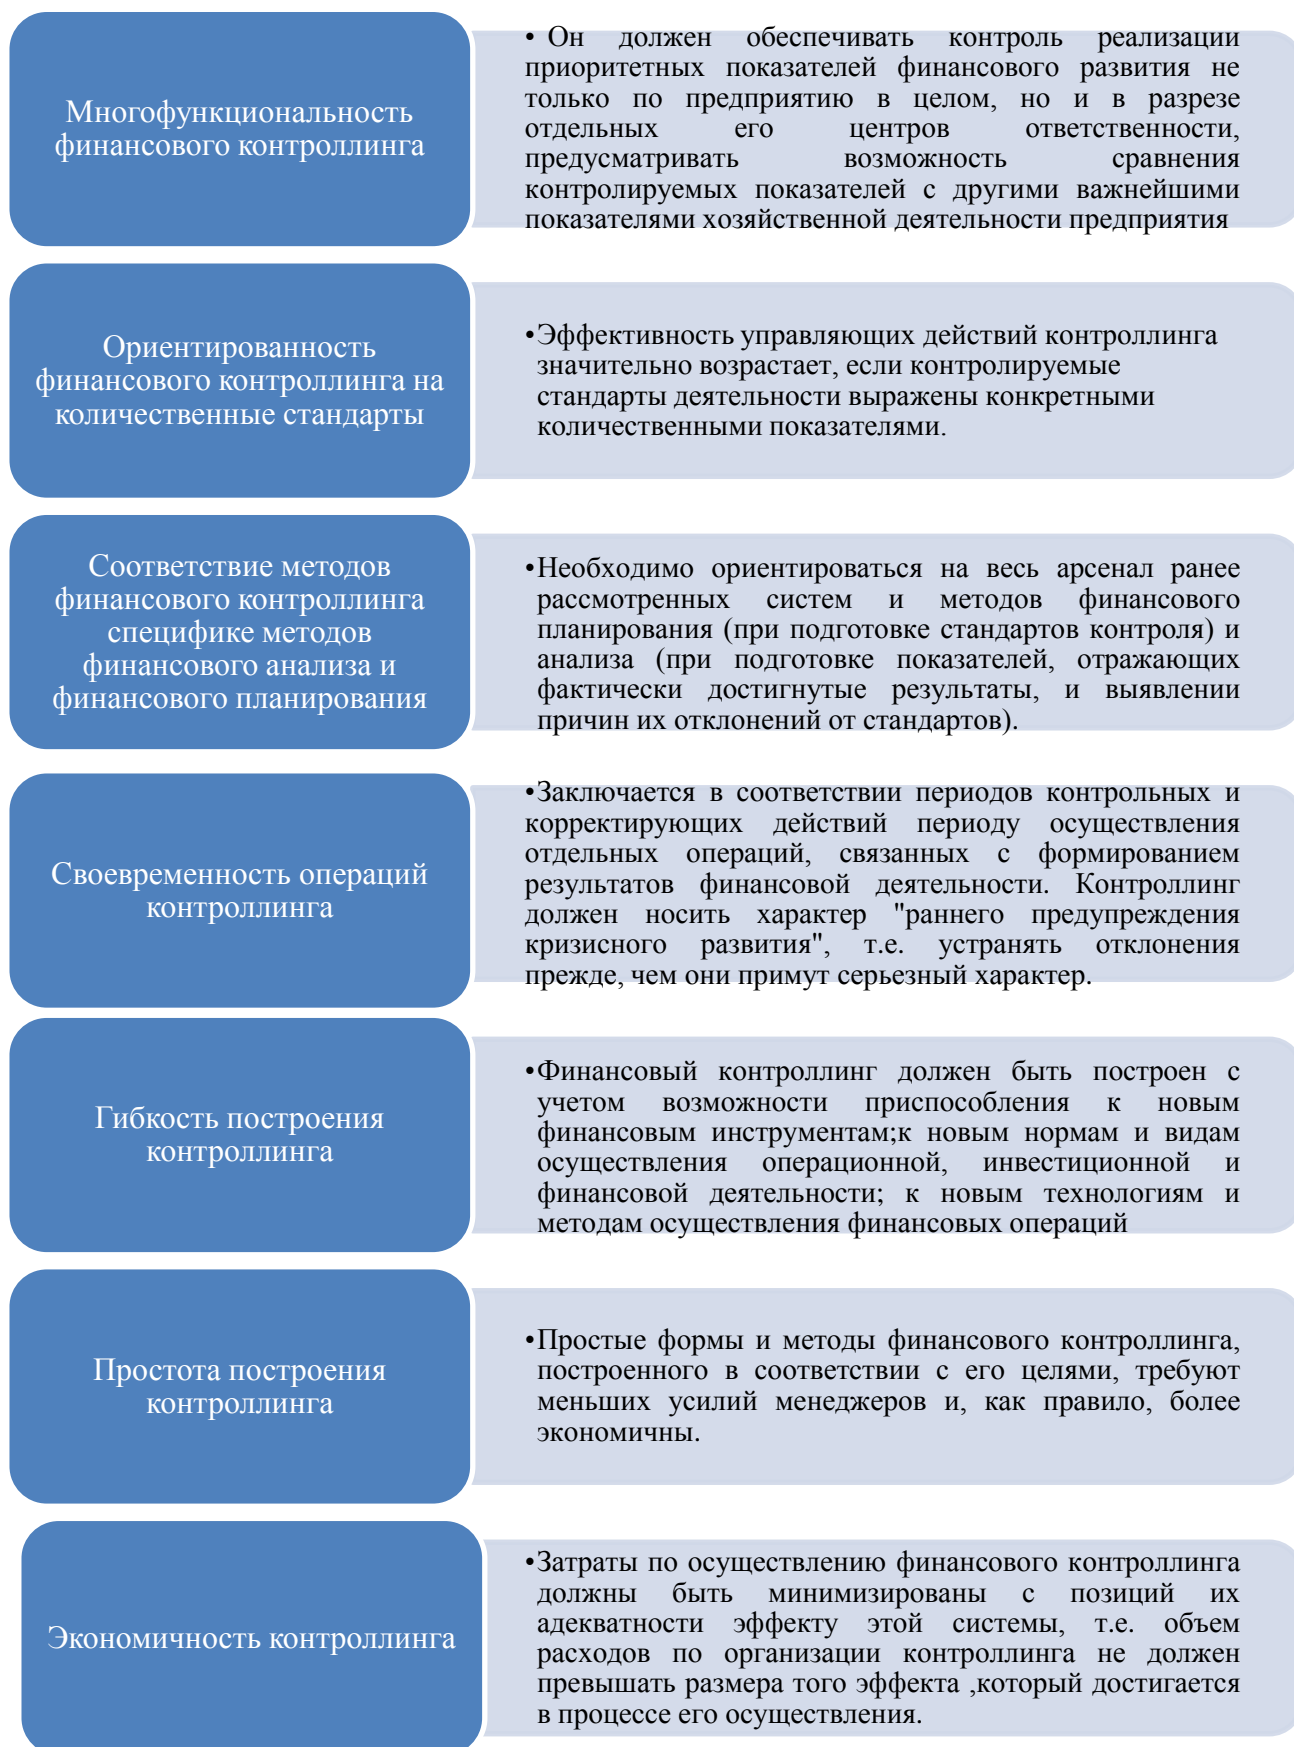 Многофункциональность
финансового контроллинга
• Он должен обеспечивать контроль реализации
приоритетных показателей финансового развития не
только по предприятию в целом, но и в разрезе
отдельных его центров ответственности,
предусматривать возможность сравнения
контролируемых показателей с другими важнейшими
показателями хозяйственной деятельности предприятия
Ориентированность
финансового контроллинга на
количественные стандарты
•Эффективность управляющих действий контроллинга
значительно возрастает, если контролируемые
стандарты деятельности выражены конкретными
количественными показателями.
Соответствие методов
финансового контроллинга
специфике методов
финансового анализа и
финансового планирования
•Необходимо ориентироваться на весь арсенал ранее
рассмотренных систем и методов финансового
планирования (при подготовке стандартов контроля) и
анализа (при подготовке показателей, отражающих
фактически достигнутые результаты, и выявлении
причин их отклонений от стандартов).
Своевременность операций
контроллинга
•Заключается в соответствии периодов контрольных и
корректирующих действий периоду осуществления
отдельных операций, связанных с формированием
результатов финансовой деятельности. Контроллинг
должен носить характер "раннего предупреждения
кризисного развития", т.е. устранять отклонения
прежде, чем они примут серьезный характер.
Гибкость построения
контроллинга
•Финансовый контроллинг должен быть построен с
учетом возможности приспособления к новым
финансовым инструментам;к новым нормам и видам
осуществления операционной, инвестиционной и
финансовой деятельности; к новым технологиям и
методам осуществления финансовых операций
Простота построения
контроллинга
•Простые формы и методы финансового контроллинга,
построенного в соответствии с его целями, требуют
меньших усилий менеджеров и, как правило, более
экономичны.
Экономичность контроллинга
•Затраты по осуществлению финансового контроллинга
должны быть минимизированы с позиций их
адекватности эффекту этой системы, т.е. объем
расходов по организации контроллинга не должен
превышать размера того эффекта ,который достигается
в процессе его осуществления.